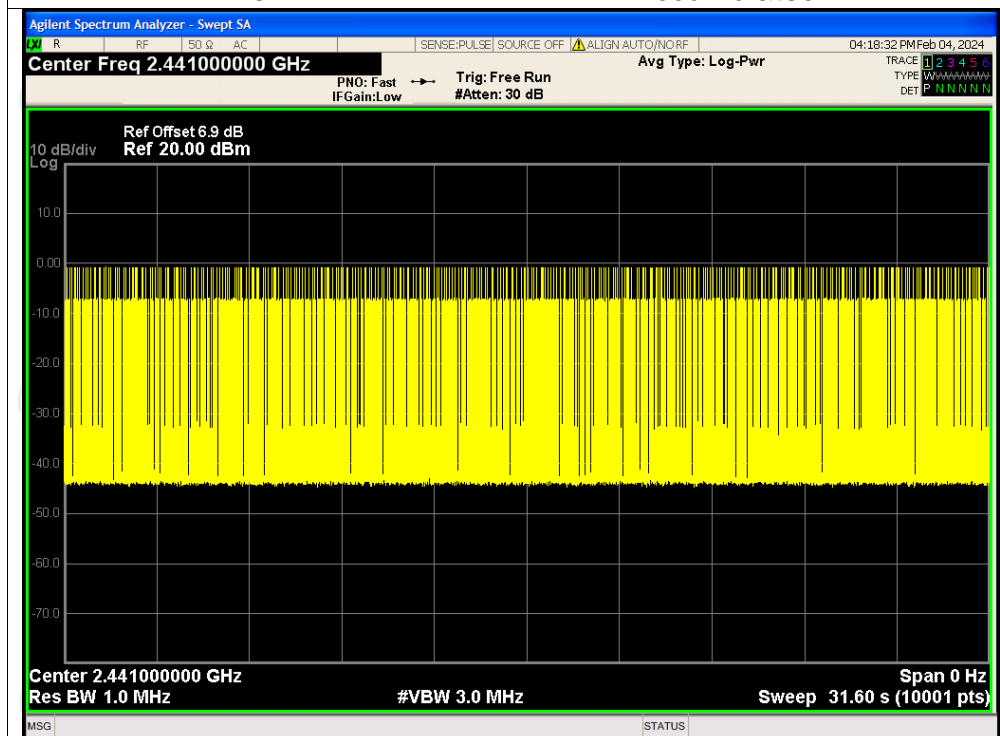 Agilent Spectrum Analyzer - Swept SA
LXI R RF 50 Ω AC SENSE:PULSE SOURCE OFF ALIGN AUTO/NO RF 04:18:32 PM Feb 04, 2024
Center Freq 2.441000000 GHz Avg Type: Log-Pwr TRACE 1 2 3 4 5 6
PNO: Fast Trig: Free Run TYPE W
IFGain:Low #Atten: 30 dB DET P N N N N N
Ref Offset 6.9 dB
10 dB/div Ref 20.00 dBm
Log
10.0
0.00
-10.0
-20.0
-30.0
-40.0
-50.0
-60.0
-70.0
Center 2.441000000 GHz Span 0 Hz
Res BW 1.0 MHz #VBW 3.0 MHz Sweep 31.60 s (10001 pts)
MSG STATUS